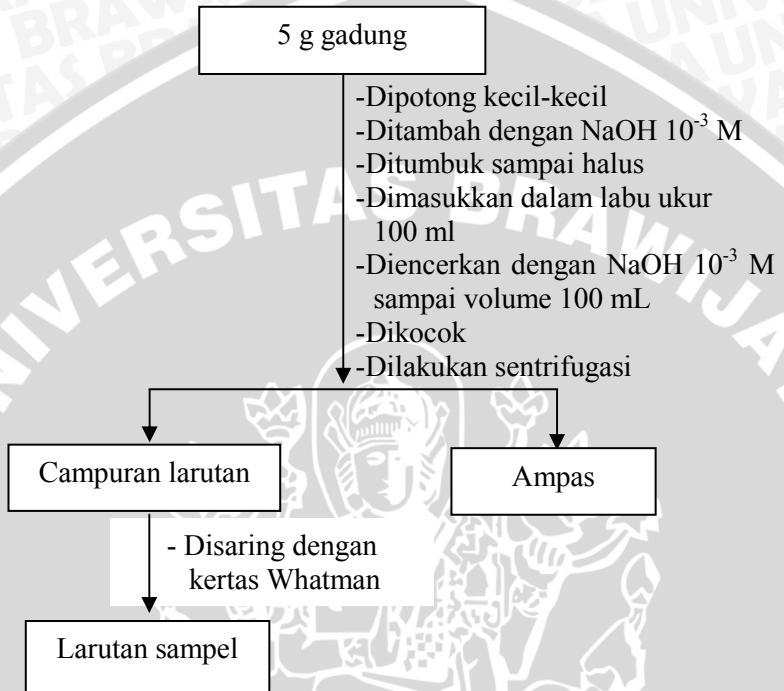 5 g gadung
-Dipotong kecil-kecil
-Ditambah dengan NaOH 10⁻³ M
-Ditumbuk sampai halus
-Dimasukkan dalam labu ukur
100 ml
-Diencerkan dengan NaOH 10⁻³ M
sampai volume 100 mL
-Dikocok
-Dilakukan sentrifugasi
Campuran larutan
Ampas
- Disaring dengan
kertas Whatman
Larutan sampel